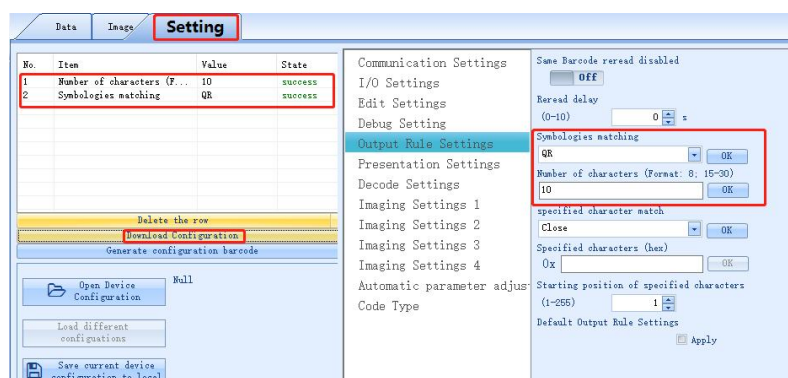 Data Image Setting
No. Item Value State
1 Number of characters (F... 10 success
2 Symbologies matching QR success
Delete the row
Download Configuration
Generate configuration barcode
Open Device
Configuration
Null
Load different
configuations
Save current device
configuration to local
Communication Settings
I/O Settings
Edit Settings
Debug Setting
Output Rule Settings
Presentation Settings
Decode Settings
Imaging Settings 1
Imaging Settings 2
Imaging Settings 3
Imaging Settings 4
Automatic parameter adjus
Code Type
Same Barcode reread disabled
Off
Reread delay
(0-10) 0 s
Symbologies matching
QR OK
Number of characters (Format: 8; 15-30)
10 OK
specified character match
Close OK
Specified characters (hex)
0x OK
Starting position of specified characters
(1-255) 1
Default Output Rule Settings
Apply